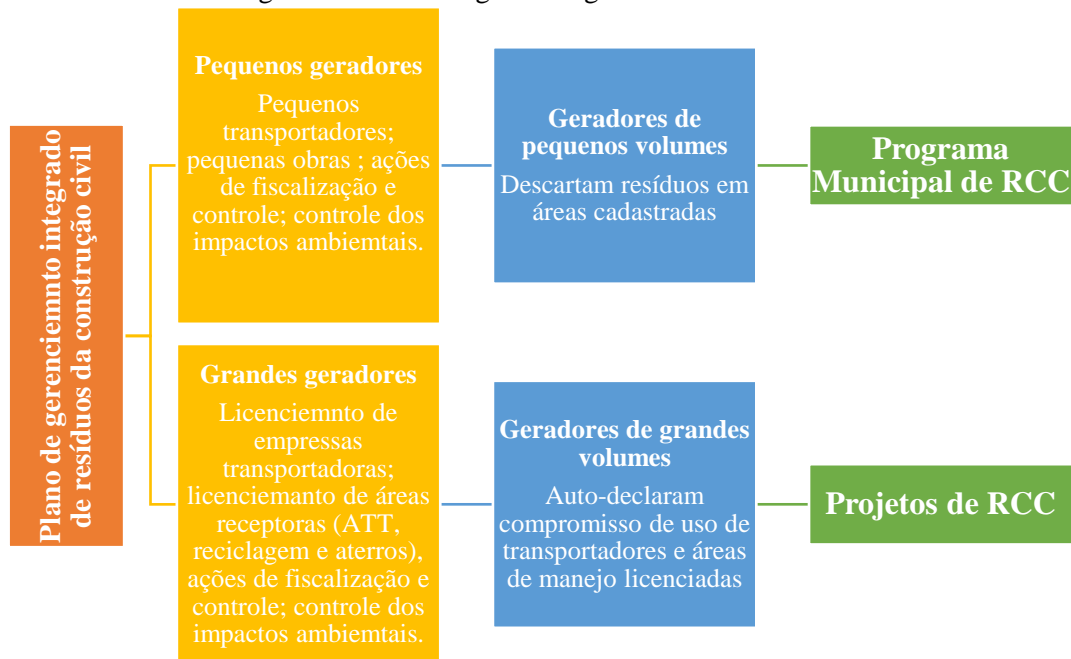 Plano de gerenciemnto integrado
de resíduos da construção civil
Pequenos geradores
Pequenos
transportadores;
pequenas obras ; ações
de fiscalização e
controle; controle dos
impactos ambiemtais.
Geradores de
pequenos volumes
Descartam resíduos em
áreas cadastradas
Programa
Municipal de RCC
Grandes geradores
Licenciemnto de
empressas
transportadoras;
licenciemanto de áreas
receptoras (ATT,
reciclagem e aterros),
ações de fiscalização e
controle; controle dos
impactos ambiemtais.
Geradores de grandes
volumes
Auto-declaram
compromisso de uso de
transportadores e áreas
de manejo licenciadas
Projetos de RCC